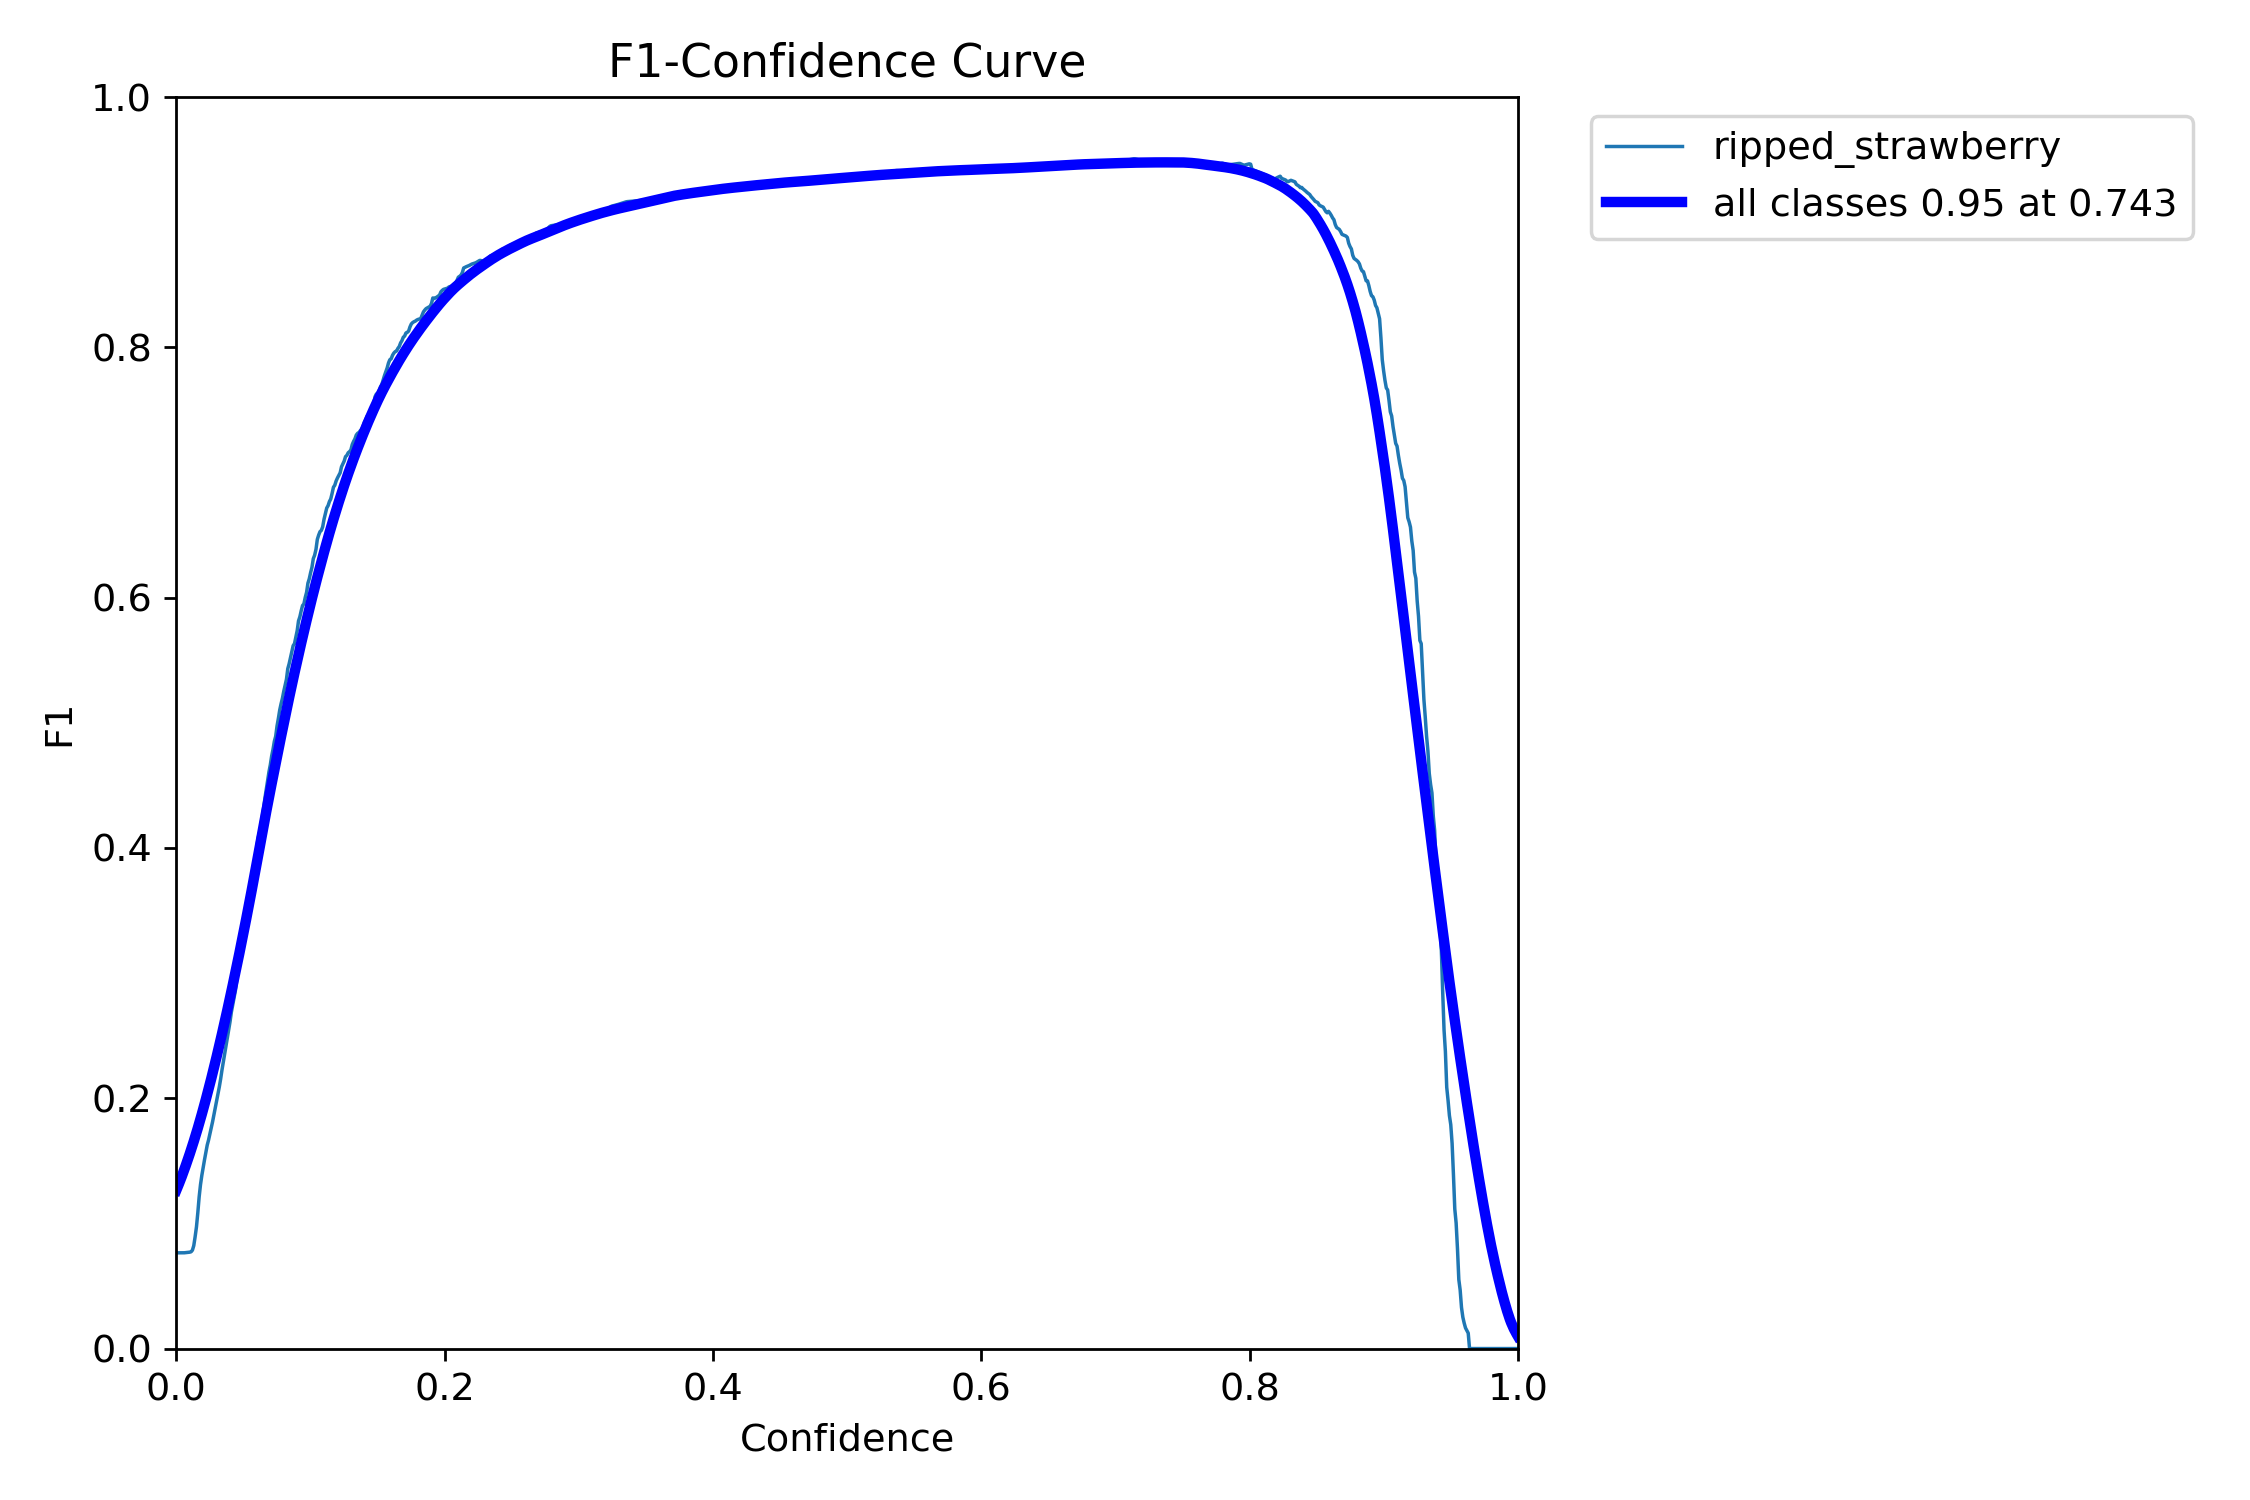 F1-Confidence Curve
ripped_strawberry
all classes 0.95 at 0.743
1.0
0.8
0.6
0.4
0.2
0.0
F1
0.0 0.2 0.4 0.6 0.8 1.0
Confidence